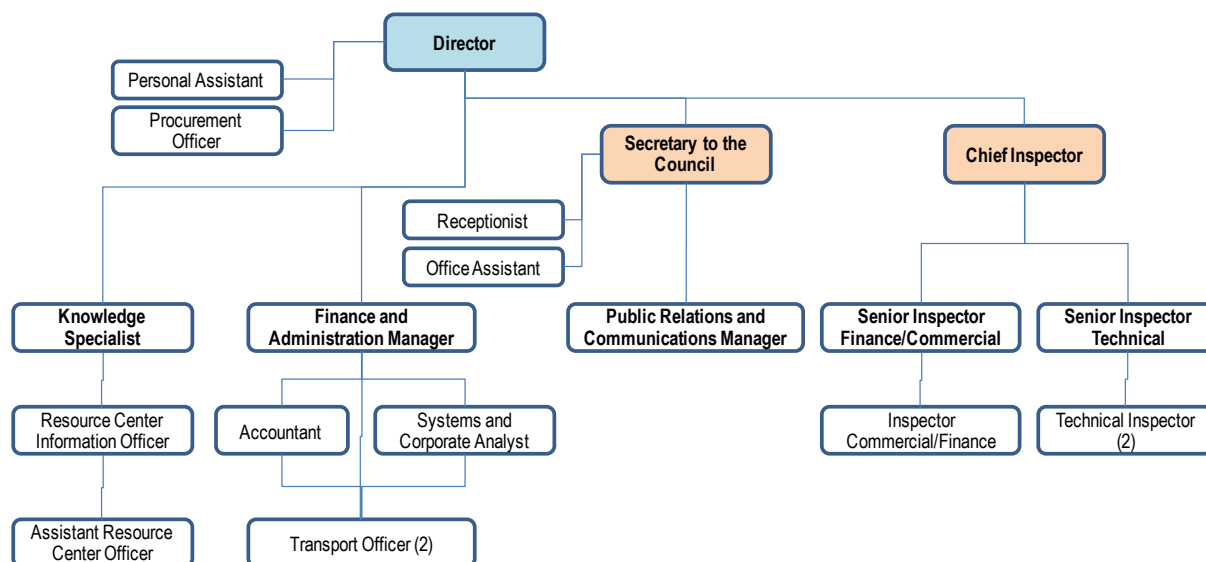 Director
Personal Assistant
Procurement
Officer
Secretary to the
Council
Chief Inspector
Receptionist
Office Assistant
Knowledge
Specialist
Finance and
Administration Manager
Public Relations and
Communications Manager
Senior Inspector
Finance/Commercial
Senior Inspector
Technical
Resource Center
Information Officer
Accountant
Systems and
Corporate Analyst
Inspector
Commercial/Finance
Technical Inspector
(2)
Assistant Resource
Center Officer
Transport Officer (2)